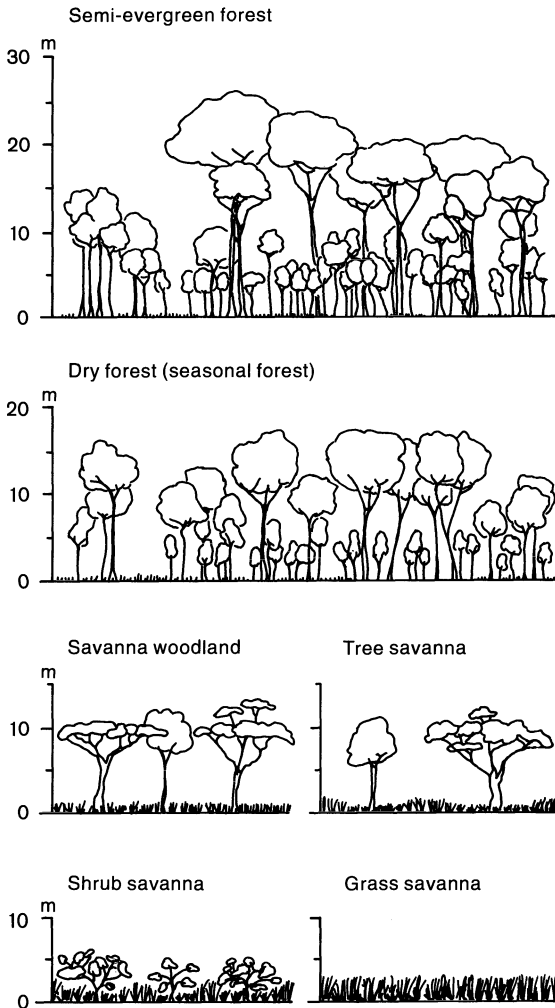 Semi-evergreen forest
m
30
20
10
0
Dry forest (seasonal forest)
m
20
10
0
Savanna woodland
Tree savanna
m
10
0
Shrub savanna
Grass savanna
m
10
0